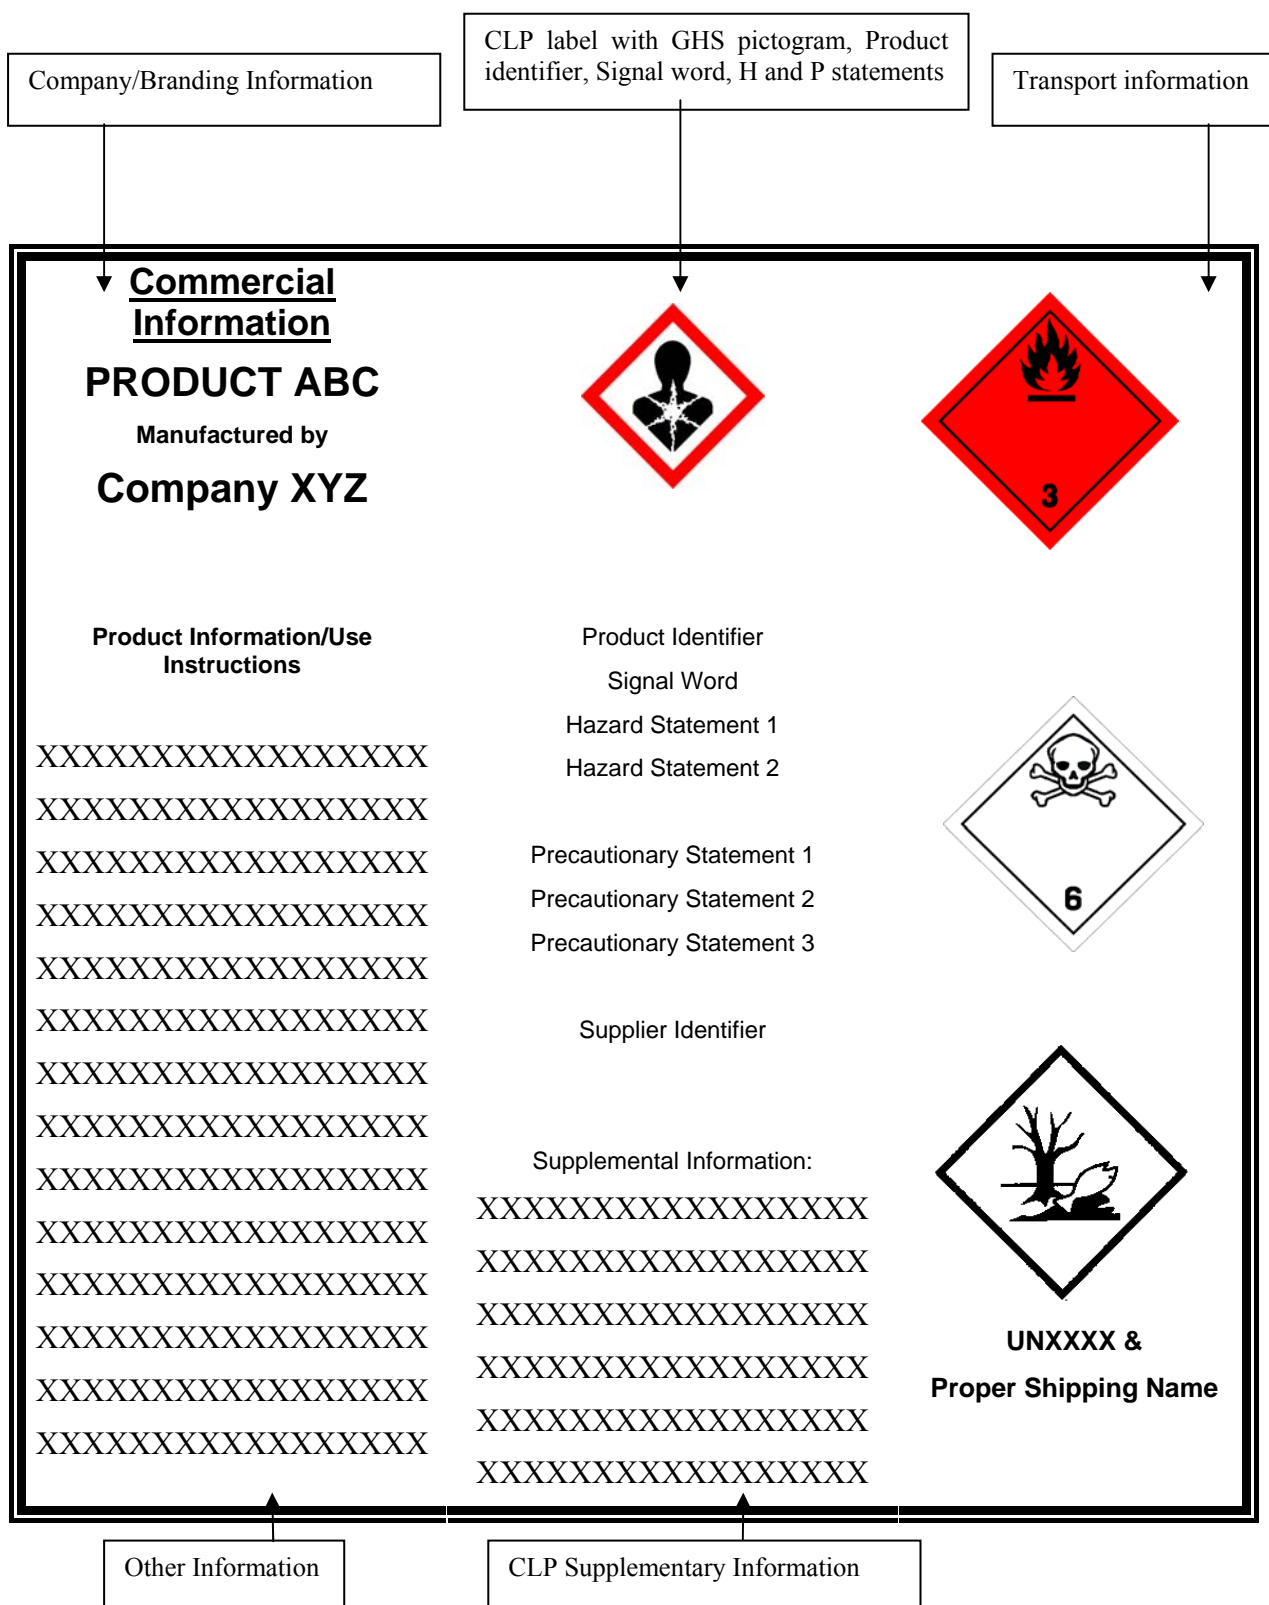 Company/Branding Information
CLP label with GHS pictogram, Product
identifier, Signal word, H and P statements
Transport information
Commercial
Information
PRODUCT ABC
Manufactured by
Company XYZ
Product Information/Use
Instructions
XXXXXXXXXXXXXXXXX
XXXXXXXXXXXXXXXXX
XXXXXXXXXXXXXXXXX
XXXXXXXXXXXXXXXXX
XXXXXXXXXXXXXXXXX
XXXXXXXXXXXXXXXXX
XXXXXXXXXXXXXXXXX
XXXXXXXXXXXXXXXXX
XXXXXXXXXXXXXXXXX
XXXXXXXXXXXXXXXXX
XXXXXXXXXXXXXXXXX
XXXXXXXXXXXXXXXXX
XXXXXXXXXXXXXXXXX
XXXXXXXXXXXXXXXXX
Product Identifier
Signal Word
Hazard Statement 1
Hazard Statement 2
Precautionary Statement 1
Precautionary Statement 2
Precautionary Statement 3
Supplier Identifier
Supplemental Information:
XXXXXXXXXXXXXXXXX
XXXXXXXXXXXXXXXXX
XXXXXXXXXXXXXXXXX
XXXXXXXXXXXXXXXXX
XXXXXXXXXXXXXXXXX
XXXXXXXXXXXXXXXXX
3
6
UNXXXX &
Proper Shipping Name
Other Information
CLP Supplementary Information